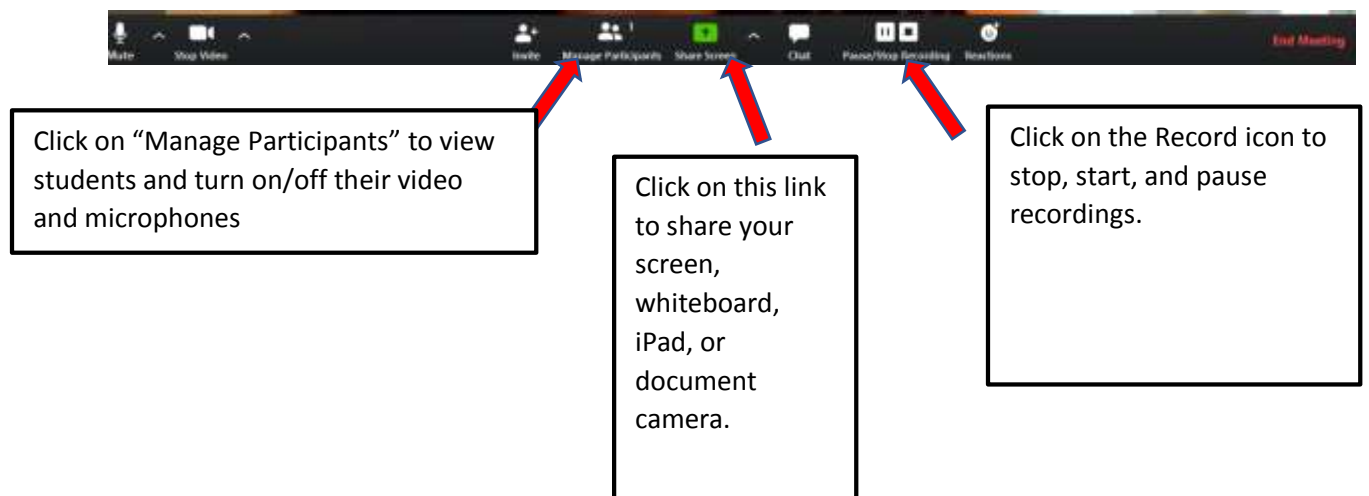 Mute Stop Video Invite Manage Participants 1 Share Screen Chat Pause/Stop Recording Reactions End Meeting
Click on “Manage Participants” to view
students and turn on/off their video
and microphones
Click on this link
to share your
screen,
whiteboard,
iPad, or
document
camera.
Click on the Record icon to
stop, start, and pause
recordings.